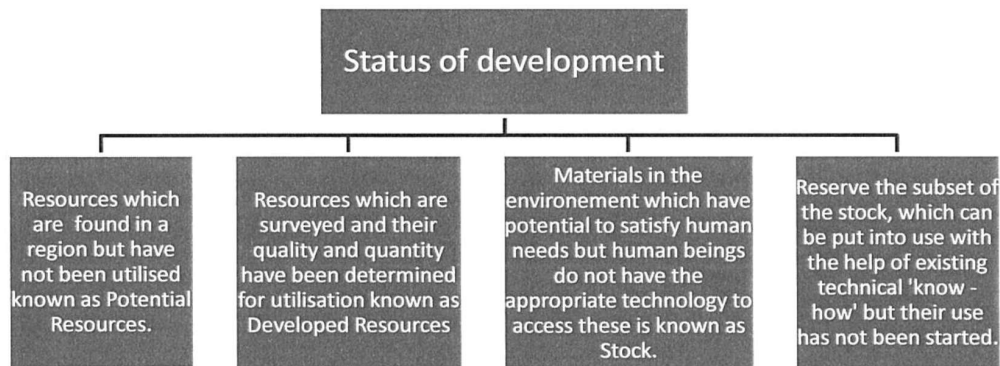 Status of development
Resources which
are found in a
region but have
not been utilised
known as Potential
Resources.
Resources which are
surveyed and their
quality and quantity
have been determined
for utilisation known as
Developed Resources
Materials in the
environement which have
potential to satisfy human
needs but human beings
do not have the
appropriate technology to
access these is known as
Stock.
Reserve the subset of
the stock, which can
be put into use with
the help of existing
technical 'know -
how' but their use
has not been started.